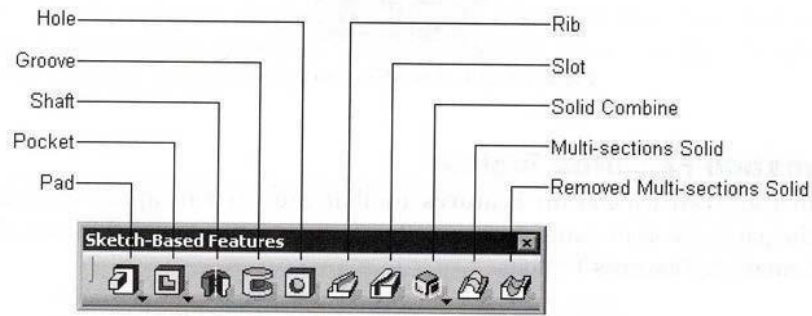 Hole
Groove
Shaft
Pocket
Pad
Rib
Slot
Solid Combine
Multi-sections Solid
Removed Multi-sections Solid
Sketch-Based Features